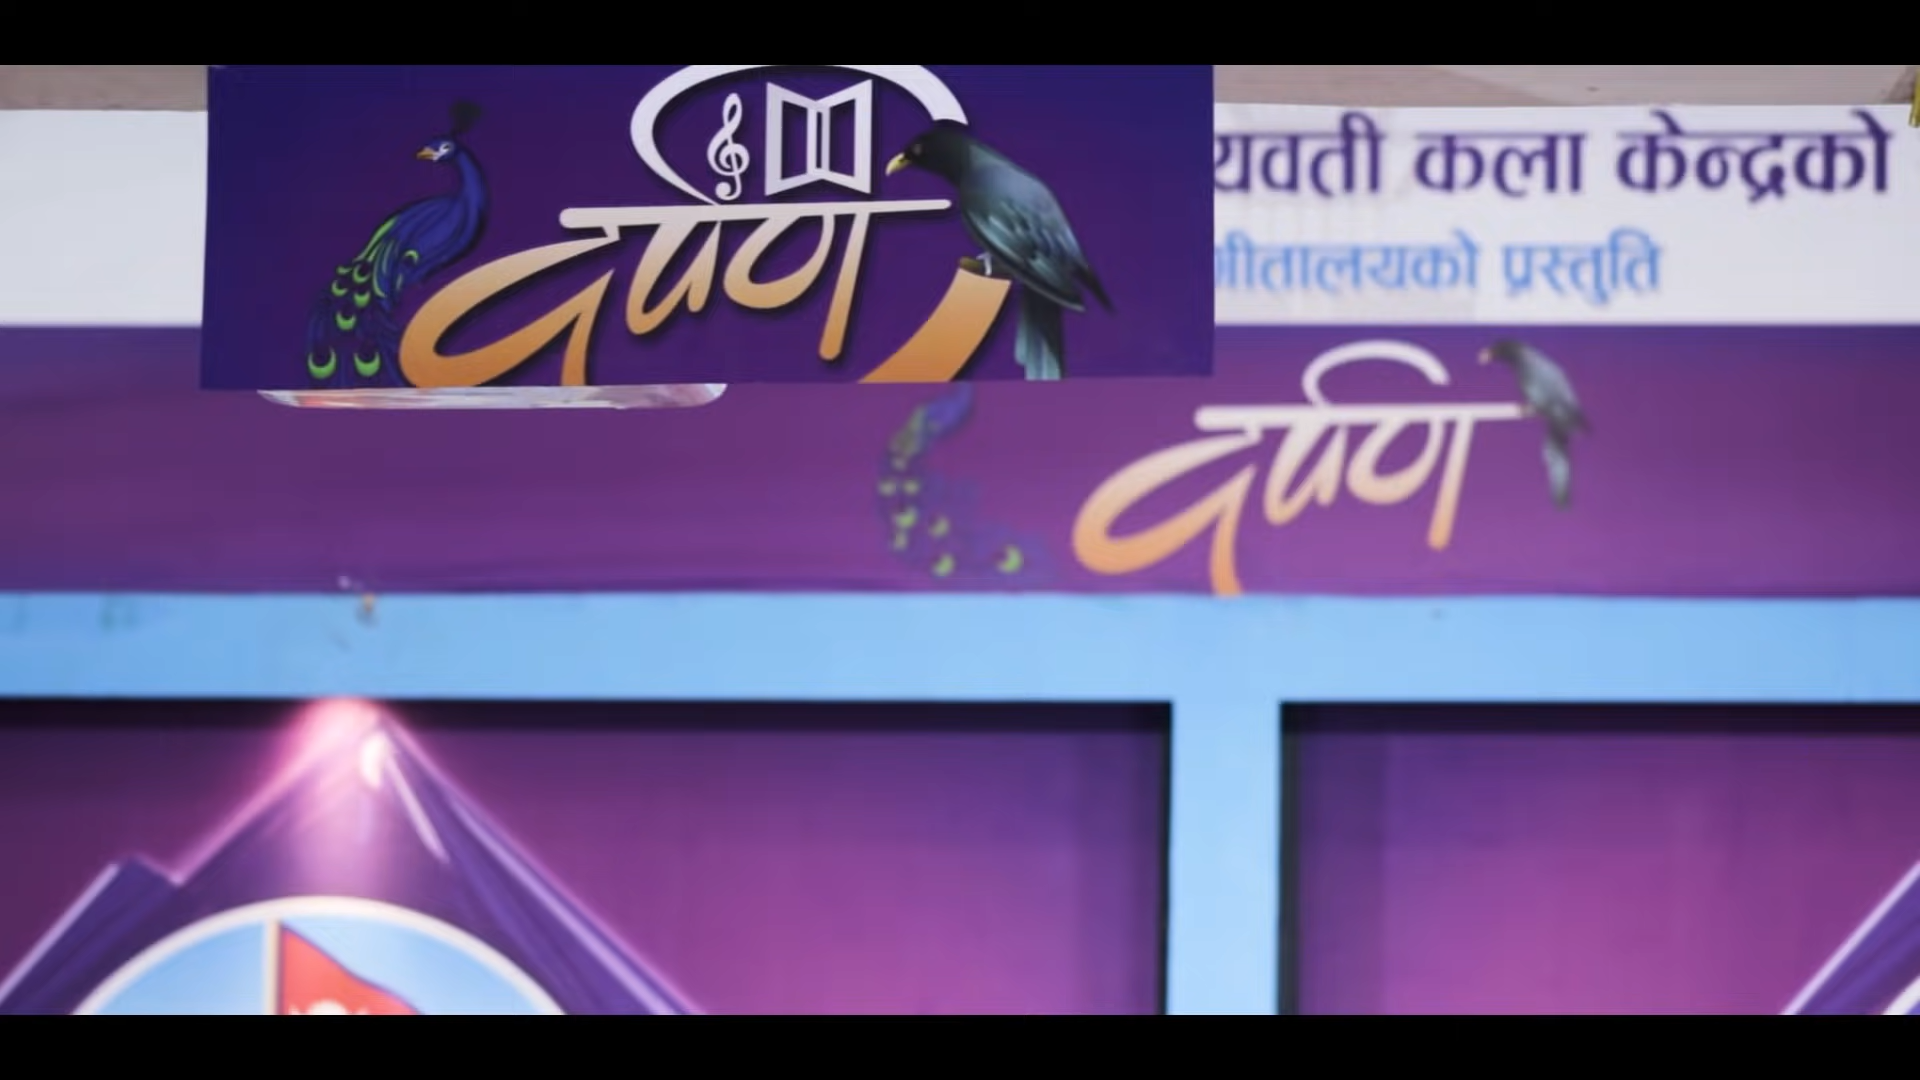 दर्पण
यवती कला केन्द्रको
गीतालयको प्रस्तुति
दर्पण